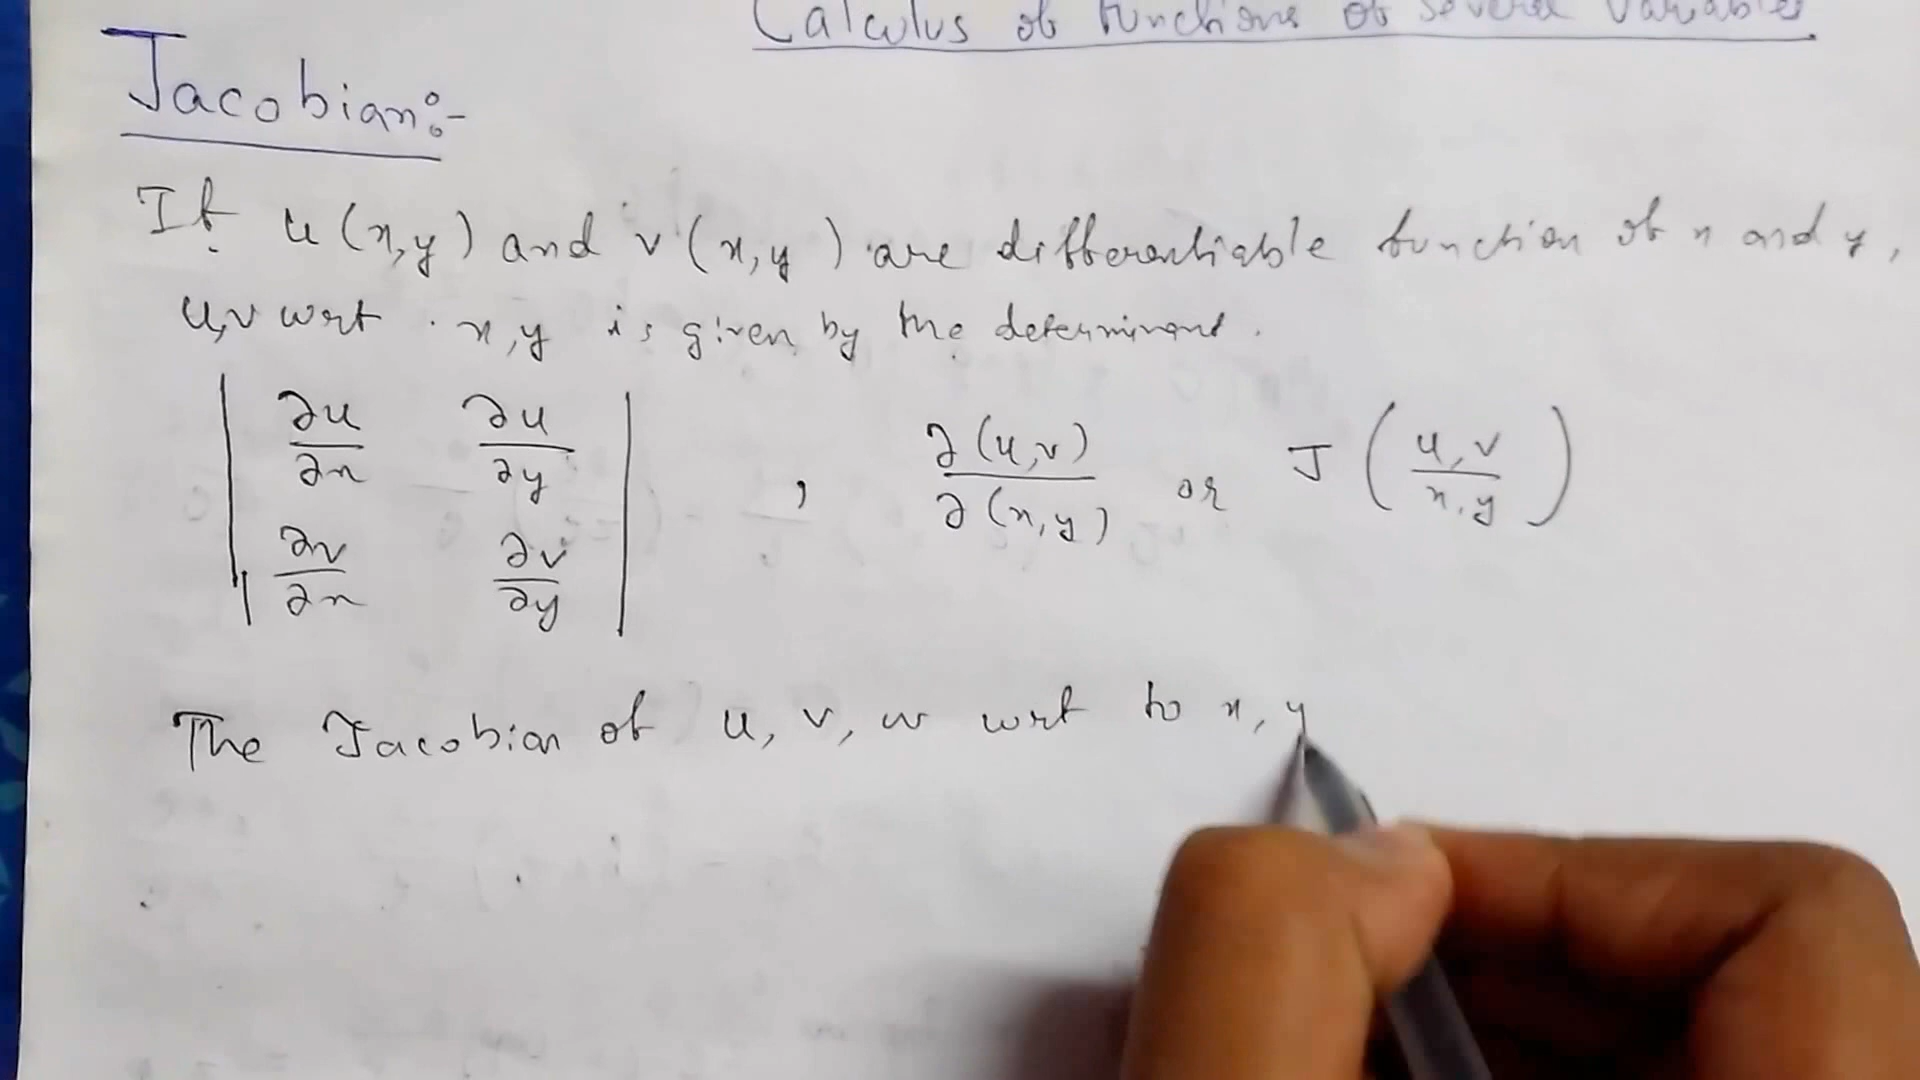 Calculus of functions of several variables
Jacobian:-
If u(x,y) and v(x,y) are differentiable function of x and y,
u,v wrt x,y is given by the determinant.
| ∂u/∂x ∂u/∂y |
| ∂v/∂x ∂v/∂y | , ∂(u,v)/∂(x,y) or J(u,v/x,y)
The Jacobian of u, v, w wrt to x, y